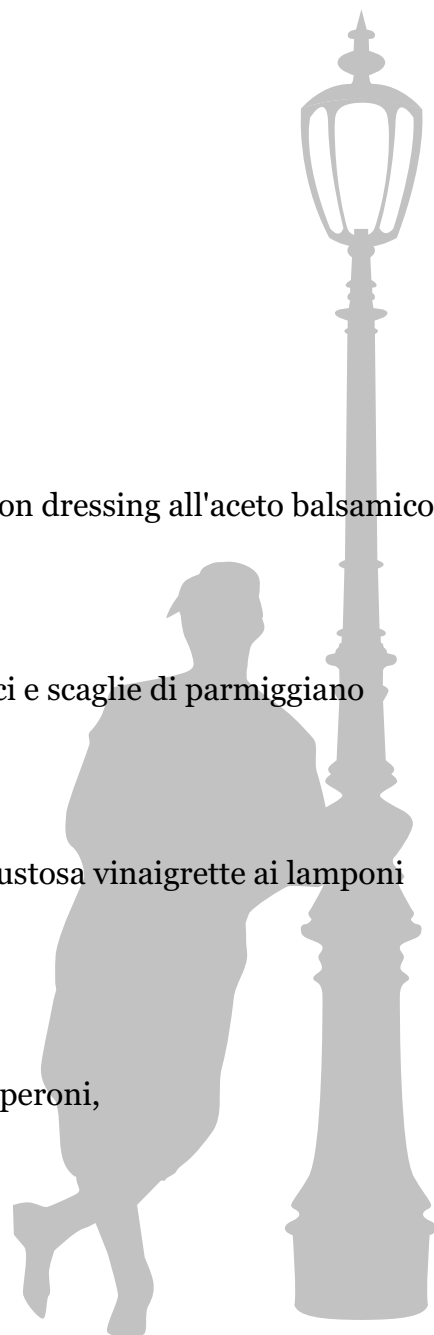 on dressing all'aceto balsamico
ci e scaglie di parmiggiano
ustosa vinaigrette ai lamponi
peroni,